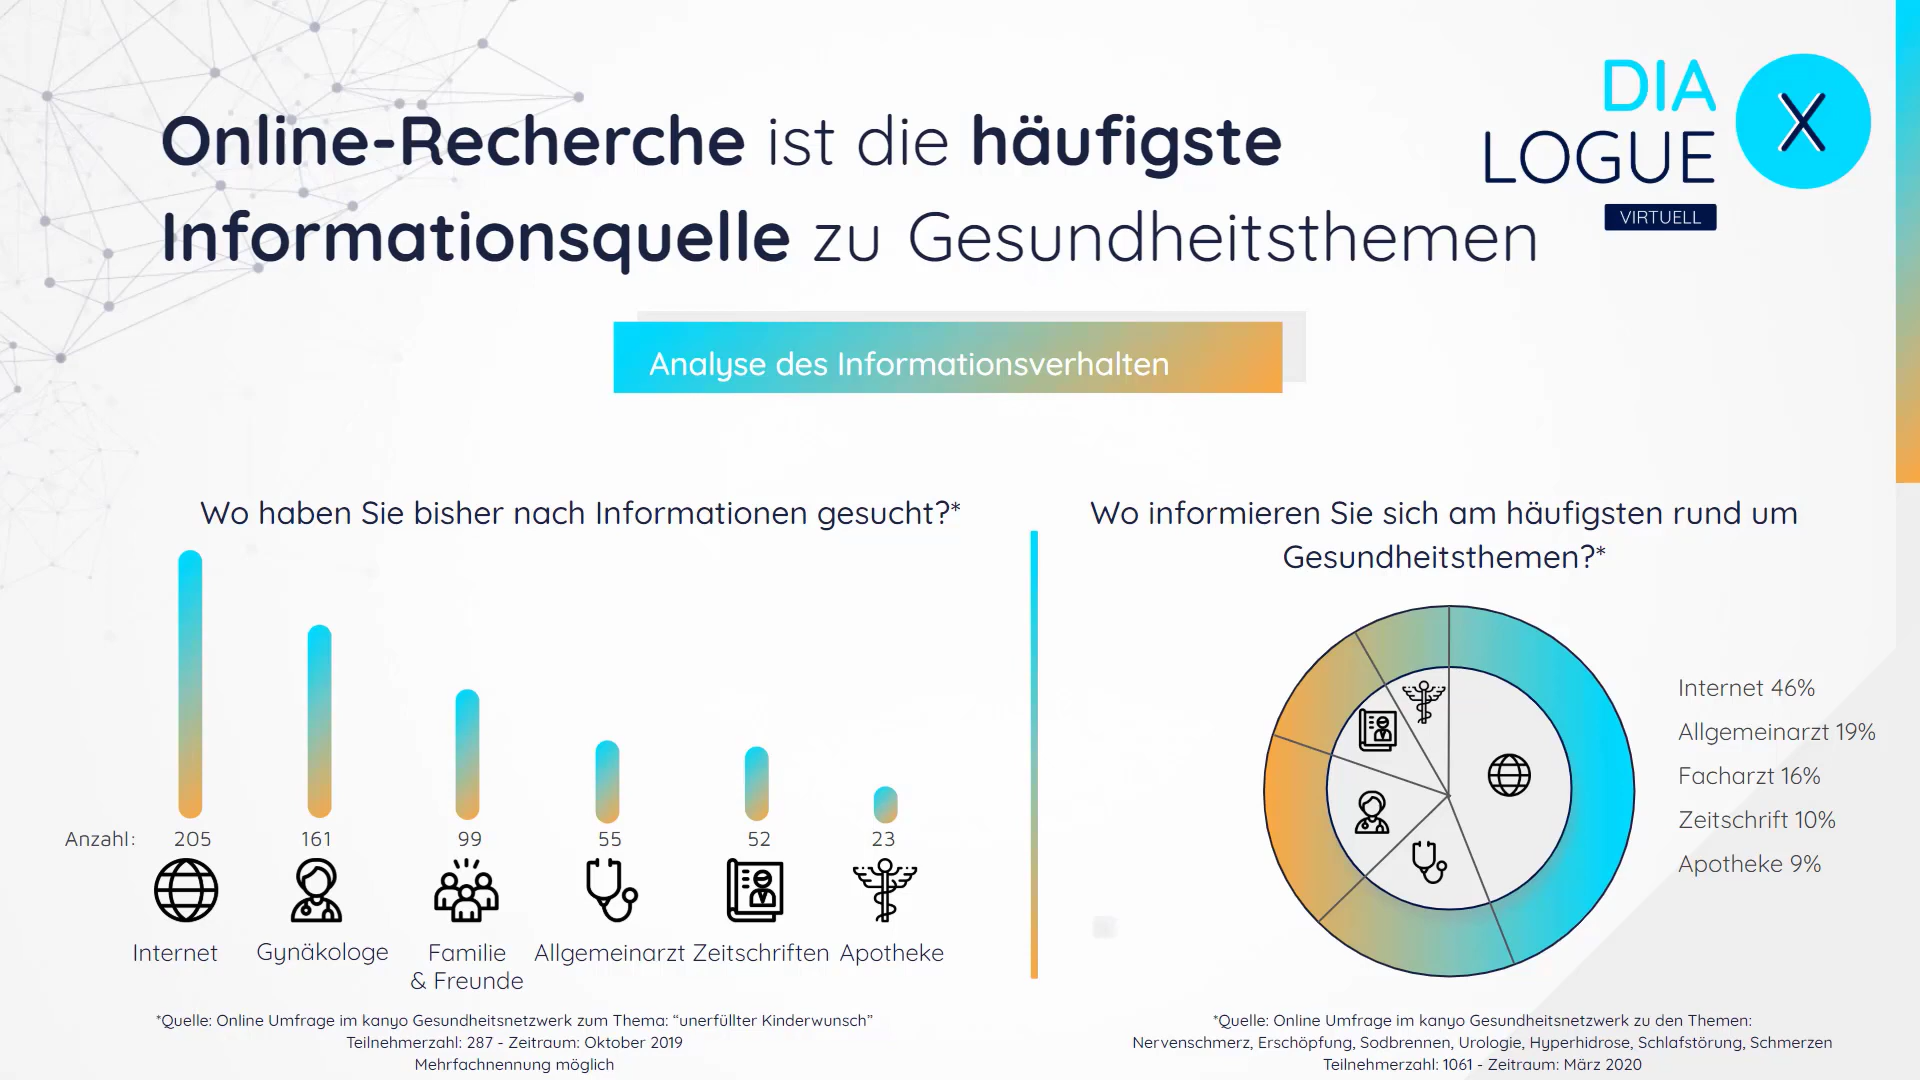 DIA
LOGUE
X
VIRTUELL
Online-Recherche ist die häufigste
Informationsquelle zu Gesundheitsthemen
Analyse des Informationsverhalten
Wo haben Sie bisher nach Informationen gesucht?*
Anzahl: 205 161 99 55 52 23
Internet Gynäkologe Familie Allgemeinarzt Zeitschriften Apotheke
& Freunde
*Quelle: Online Umfrage im kanyo Gesundheitsnetzwerk zum Thema: “unerfüllter Kinderwunsch”
Teilnehmerzahl: 287 - Zeitraum: Oktober 2019
Mehrfachnennung möglich
Wo informieren Sie sich am häufigsten rund um
Gesundheitsthemen?*
Internet 46%
Allgemeinarzt 19%
Facharzt 16%
Zeitschrift 10%
Apotheke 9%
*Quelle: Online Umfrage im kanyo Gesundheitsnetzwerk zu den Themen:
Nervenschmerz, Erschöpfung, Sodbrennen, Urologie, Hyperhidrose, Schlafstörung, Schmerzen
Teilnehmerzahl: 1061 - Zeitraum: März 2020